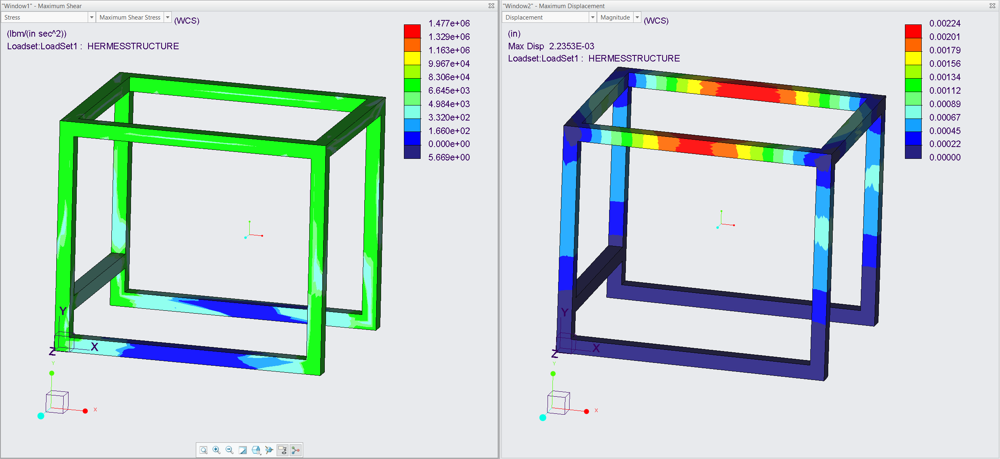 "Window1" - Maximum Shear
Stress
Maximum Shear Stress
(WCS)
(lbm/(in sec^2))
Loadset:LoadSet1 : HERMESSTRUCTURE
1.477e+06
1.329e+06
1.163e+06
9.967e+04
8.306e+04
6.645e+03
4.984e+03
3.320e+02
1.660e+02
0.000e+00
5.669e+00
Y
X
Z
Y
X
"Window2" - Maximum Displacement
Displacement
Magnitude
(WCS)
(in)
Max Disp 2.2353E-03
Loadset:LoadSet1 : HERMESSTRUCTURE
0.00224
0.00201
0.00179
0.00156
0.00134
0.00112
0.00089
0.00067
0.00045
0.00022
0.00000
Y
X
Z
Y
X